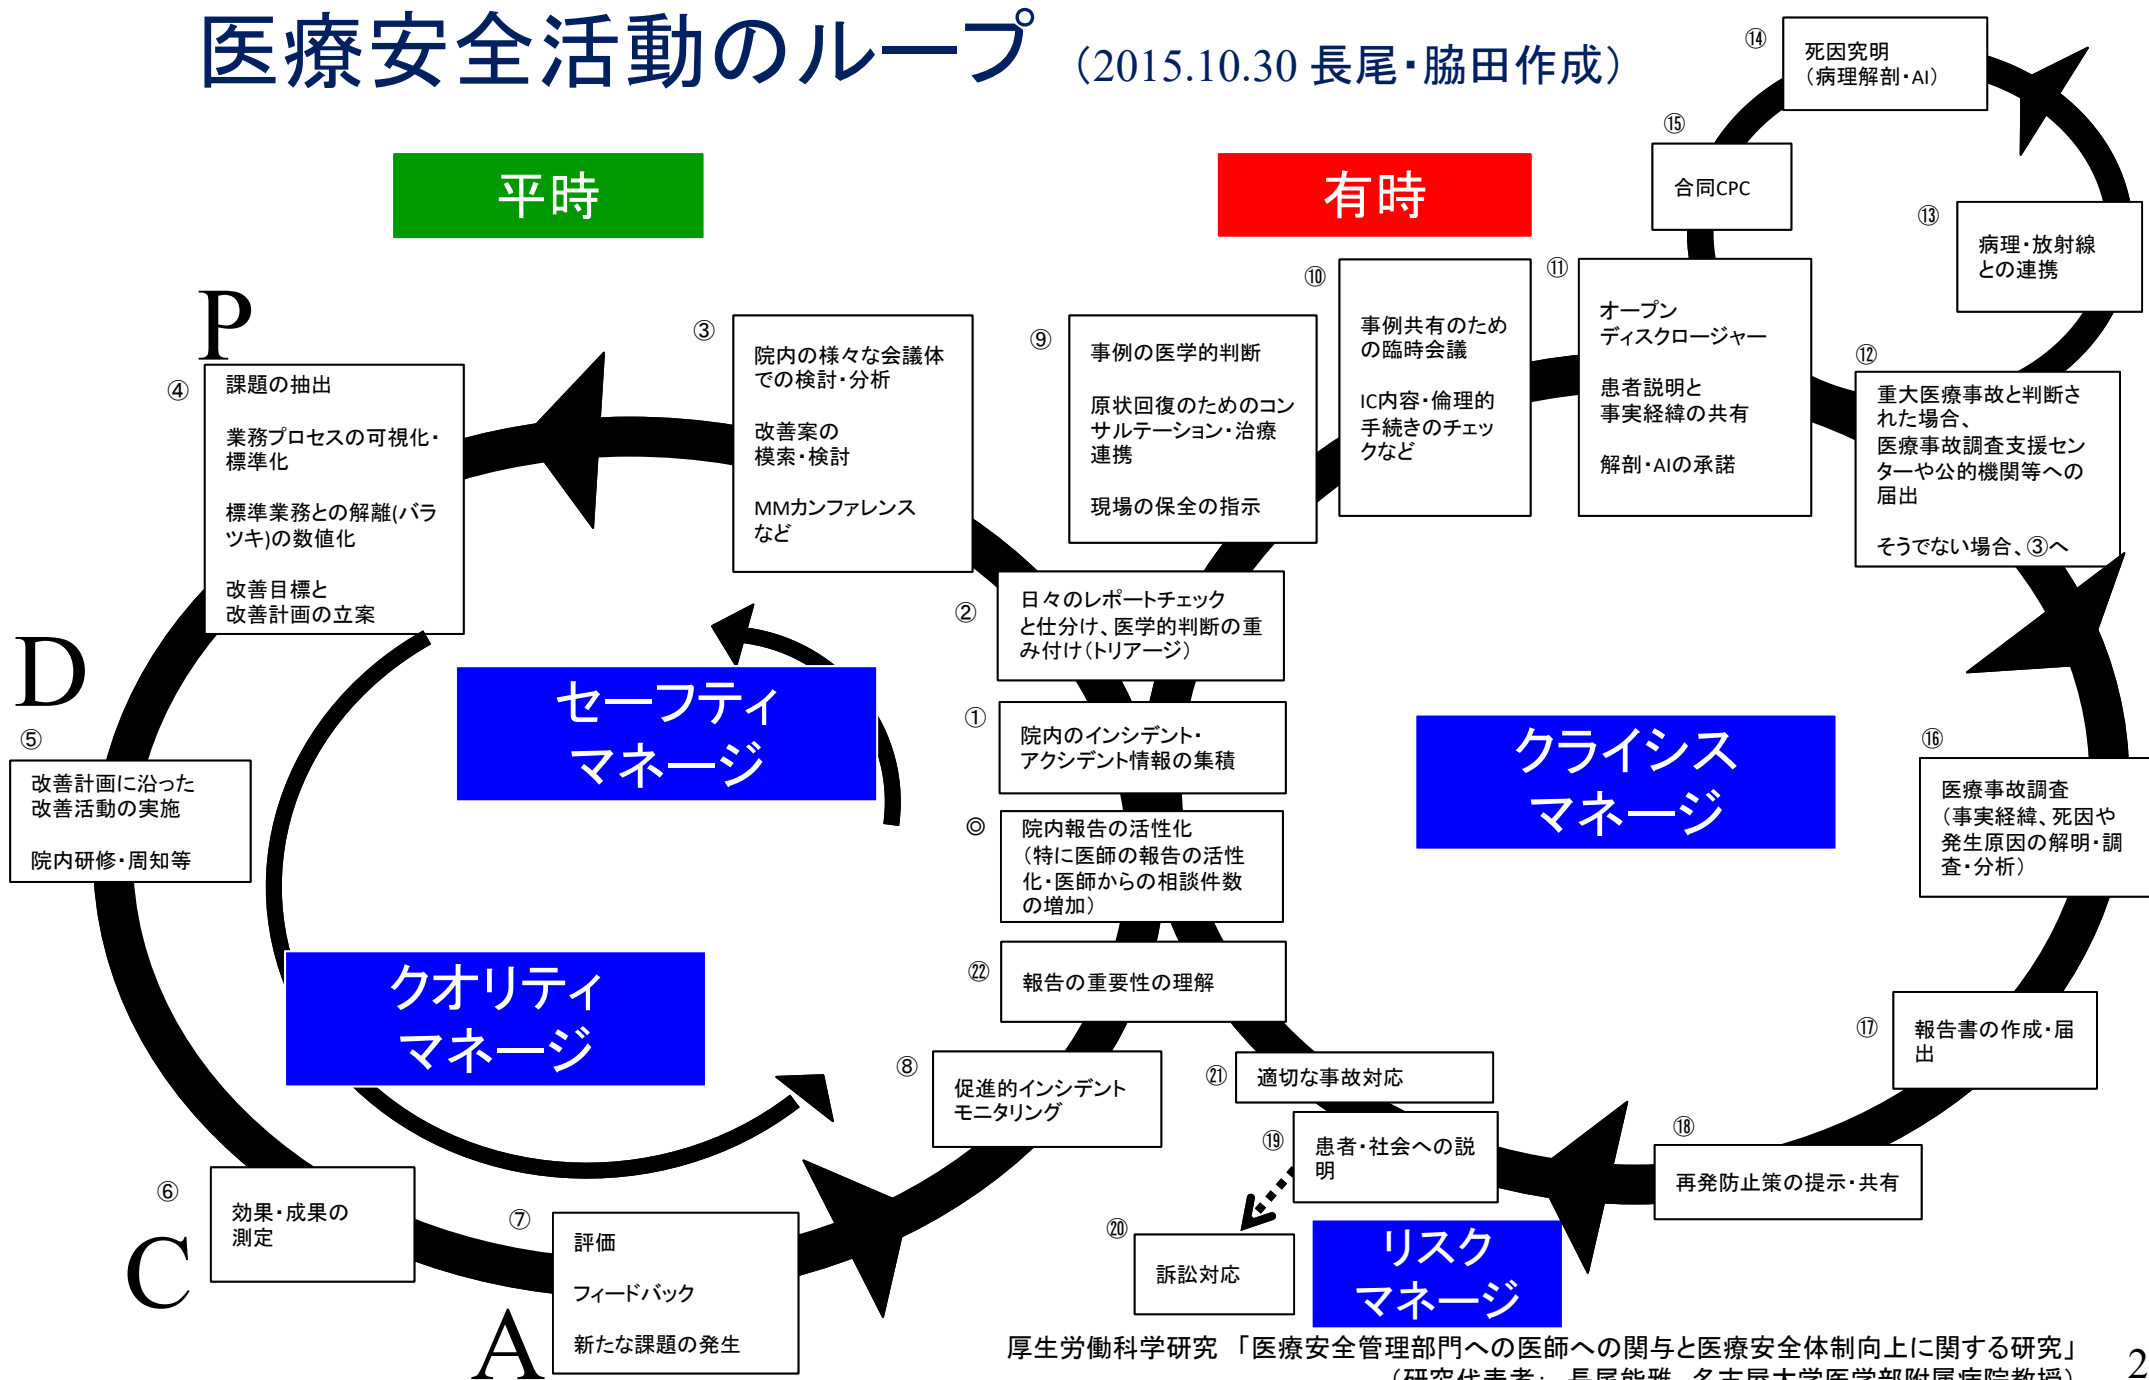 医療安全活動のループ（2015.10.30 長尾・脇田作成）
平時
有時
P
D
C
A
◎
院内報告の活性化
（特に医師の報告の活性
化・医師からの相談件数
の増加）
①
院内のインシデント・
アクシデント情報の集積
②
日々のレポートチェック
と仕分け、医学的判断の重
み付け（トリアージ）
③
院内の様々な会議体
での検討・分析
改善案の
模索・検討
MMカンファレンス
など
④
課題の抽出
業務プロセスの可視化・
標準化
標準業務との解離(バラ
ツキ)の数値化
改善目標と
改善計画の立案
⑤
改善計画に沿った
改善活動の実施
院内研修・周知等
⑥
効果・成果の
測定
⑦
評価
フィードバック
新たな課題の発生
⑧
促進的インシデント
モニタリング
⑨
事例の医学的判断
原状回復のためのコン
サルテーション・治療
連携
現場の保全の指示
⑩
事例共有のため
の臨時会議
IC内容・倫理的
手続きのチェッ
クなど
⑪
オープン
ディスクロージャー
患者説明と
事実経緯の共有
解剖・AIの承諾
⑫
重大医療事故と判断さ
れた場合、
医療事故調査支援セン
ターや公的機関等への
届出
そうでない場合、③へ
⑬
病理・放射線
との連携
⑭
死因究明
（病理解剖・AI）
⑮
合同CPC
⑯
医療事故調査
（事実経緯、死因や
発生原因の解明・調
査・分析）
⑰
報告書の作成・届
出
⑱
再発防止策の提示・共有
⑲
患者・社会への説
明
⑳
訴訟対応
㉑
適切な事故対応
㉒
報告の重要性の理解
セーフティ
マネージ
クオリティ
マネージ
クライシス
マネージ
リスク
マネージ
厚生労働科学研究　「医療安全管理部門への医師への関与と医療安全体制向上に関する研究」
（研究代表者：　長尾能雅　名古屋大学医学部附属病院教授）
2